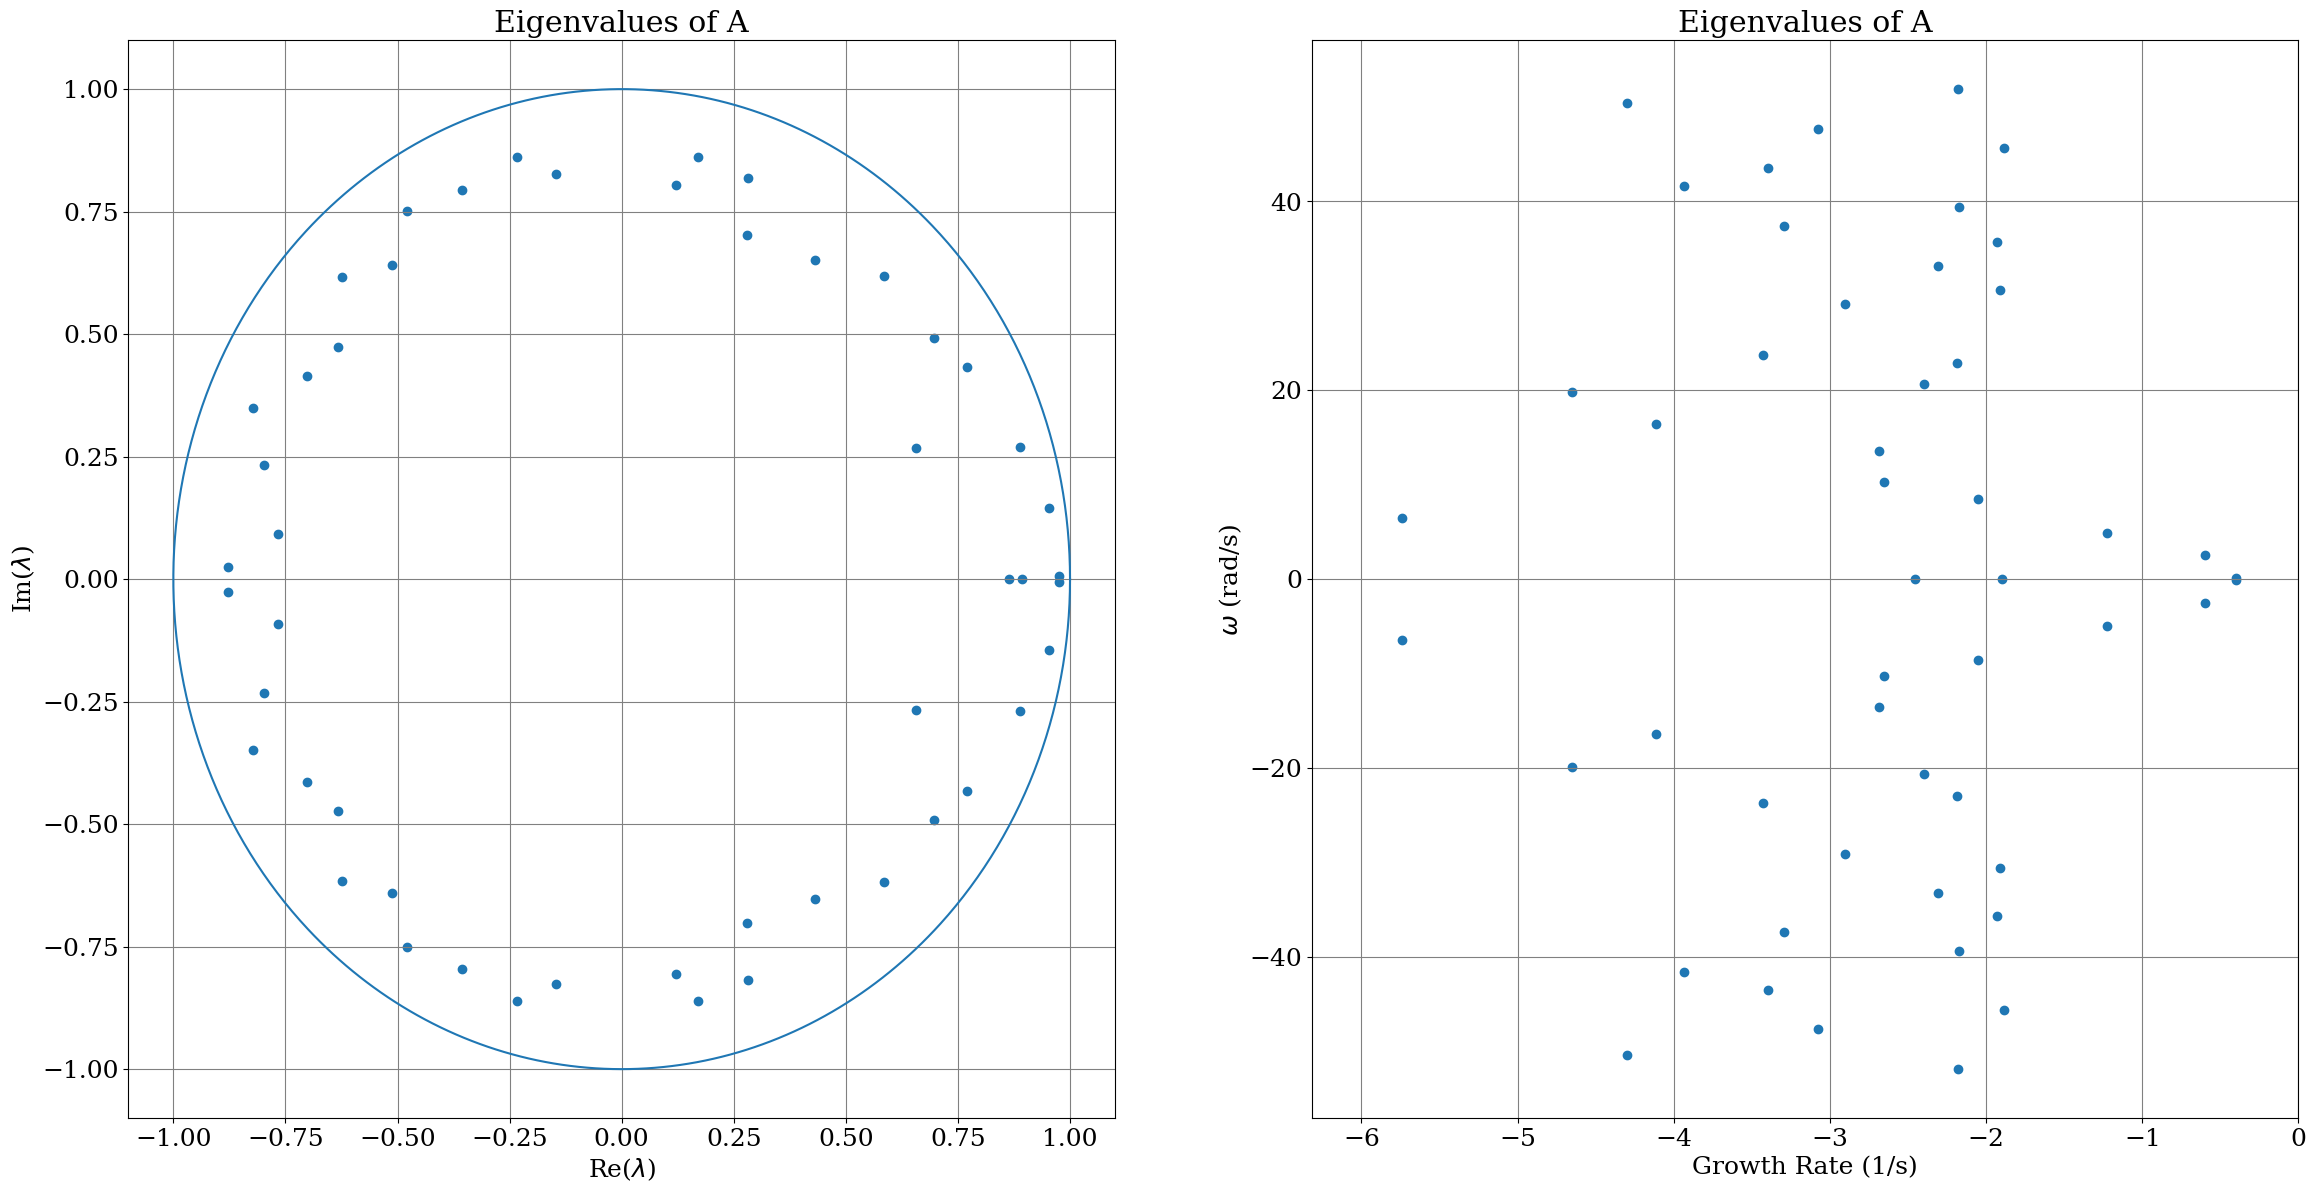 Eigenvalues of A
1.00
0.75
0.50
0.25
0.00
−0.25
−0.50
−0.75
−1.00
Im(λ)
−1.00 −0.75 −0.50 −0.25 0.00 0.25 0.50 0.75 1.00
Re(λ)
Eigenvalues of A
40
20
0
−20
−40
ω (rad/s)
−6 −5 −4 −3 −2 −1 0
Growth Rate (1/s)